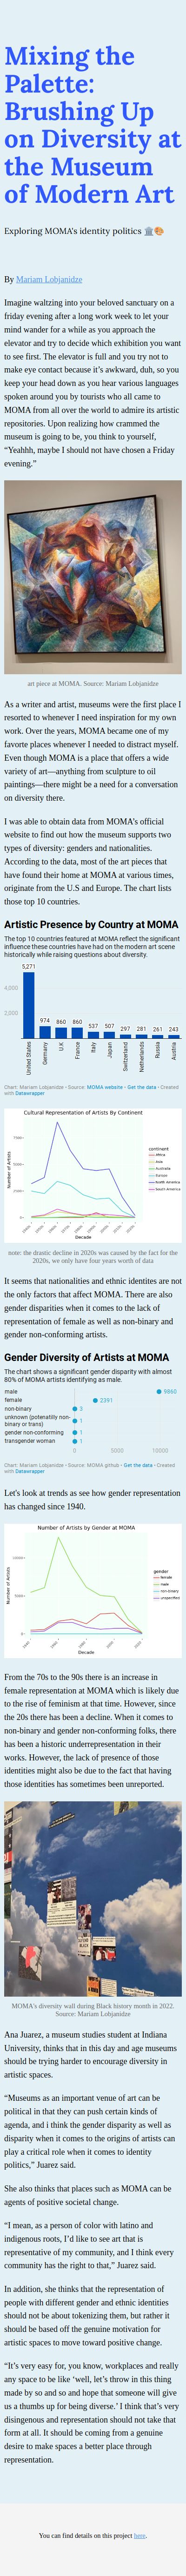 Mixing the
Palette:
Brushing Up
on Diversity at
the Museum
of Modern Art
Exploring MOMA's identity politics 🏛️🎨
By Mariam Lobjanidze
Imagine waltzing into your beloved sanctuary on a
friday evening after a long work week to let your
mind wander for a while as you approach the
elevator and try to decide which exhibition you want
to see first. The elevator is full and you try not to
make eye contact because it's awkward, duh, so you
keep your head down as you hear various languages
spoken around you by tourists who all came to
MOMA from all over the world to admire its artistic
repositories. Upon realizing how crammed the
museum is going to be, you think to yourself,
“Yeahhh, maybe I should not have chosen a Friday
evening.”
art piece at MOMA. Source: Mariam Lobjanidze
As a writer and artist, museums were the first place I
resorted to whenever I need inspiration for my own
work. Over the years, MOMA became one of my
favorite places whenever I needed to distract myself.
Even though MOMA is a place that offers a wide
variety of art—anything from sculpture to oil
paintings—there might be a need for a conversation
on diversity there.
I was able to obtain data from MOMA's official
website to find out how the museum supports two
types of diversity: genders and nationalities.
According to the data, most of the art pieces that
have found their home at MOMA at various times,
originate from the U.S and Europe. The chart lists
those top 10 countries.
Artistic Presence by Country at MOMA
The top 10 countries featured at MOMA reflect the significant
influence these countries have had on the modern art scene
historically while raising questions about diversity.
5,271
4,000
2,000
974 860 860 537 507 297 281 261 243
United States Germany U.K France Italy Japan Switzerland Netherlands Russia Austria
Chart: Mariam Lobjanidze • Source: MOMA website • Get the data • Created
with Datawrapper
Cultural Representation of Artists By Continent
Number of Artists
Decade
continent
Africa
Asia
Australia
Europe
North America
South America
note: the drastic decline in 2020s was caused by the fact for the
2020s, we only have four years worth of data
It seems that nationalities and ethnic identites are not
the only factors that affect MOMA. There are also
gender disparities when it comes to the lack of
representation of female as well as non-binary and
gender non-conforming artists.
Gender Diversity of Artists at MOMA
The chart shows a significant gender disparity with almost
80% of MOMA artists identifying as male.
male 9860
female 2391
non-binary 3
unknown (potenatilly non-
binary or trans) 1
gender non-conforming 1
transgender woman 1
0 5000 10000
Chart: Mariam Lobjanidze • Source: MOMA github • Get the data • Created
with Datawrapper
Let's look at trends as see how gender representation
has changed since 1940.
Number of Artists by Gender at MOMA
Number of Artists
Decade
gender
female
male
non-binary
unspecified
From the 70s to the 90s there is an increase in
female representation at MOMA which is likely due
to the rise of feminism at that time. However, since
the 20s there has been a decline. When it comes to
non-binary and gender non-conforming folks, there
has been a historic underrepresentation in their
works. However, the lack of presence of those
identities might also be due to the fact that having
those identities has sometimes been unreported.
MOMA's diversity wall during Black history month in 2022.
Source: Mariam Lobjanidze
Ana Juarez, a museum studies student at Indiana
University, thinks that in this day and age museums
should be trying harder to encourage diversity in
artistic spaces.
“Museums as an important venue of art can be
political in that they can push certain kinds of
agenda, and i think the gender disparity as well as
disparity when it comes to the origins of artists can
play a critical role when it comes to identity
politics,” Juarez said.
She also thinks that places such as MOMA can be
agents of positive societal change.
“I mean, as a person of color with latino and
indigenous roots, I'd like to see art that is
representative of my community, and I think every
community has the right to that,” Juarez said.
In addition, she thinks that the representation of
people with different gender and ethnic identities
should not be about tokenizing them, but rather it
should be based off the genuine motivation for
artistic spaces to move toward positive change.
“It's very easy for, you know, workplaces and really
any space to be like ‘well, let's throw in this thing
made by so and so and hope that someone will give
us a thumbs up for being diverse.’ I think that's very
disingenous and representation should not take that
form at all. It should be coming from a genuine
desire to make spaces a better place through
representation.
You can find details on this project here.